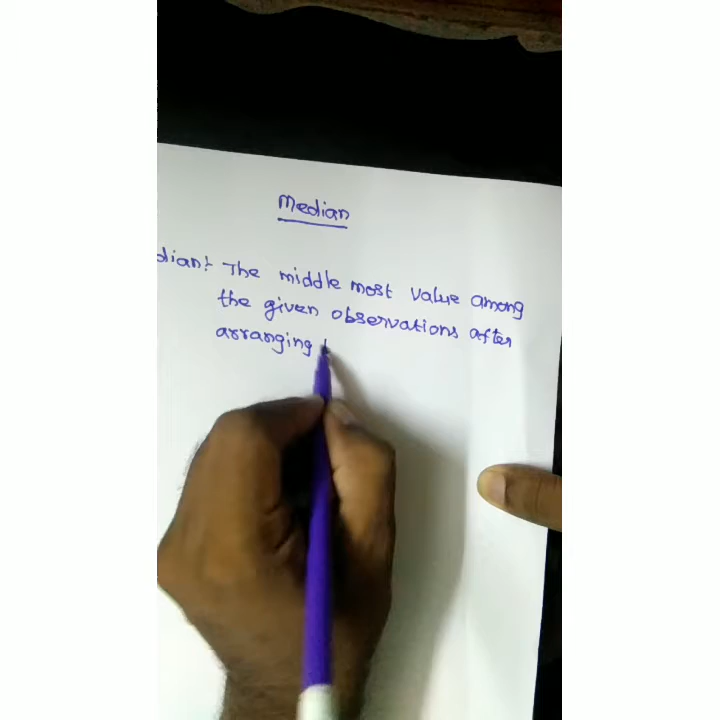 Median
dian: The middle most value among
the given observations after
arranging